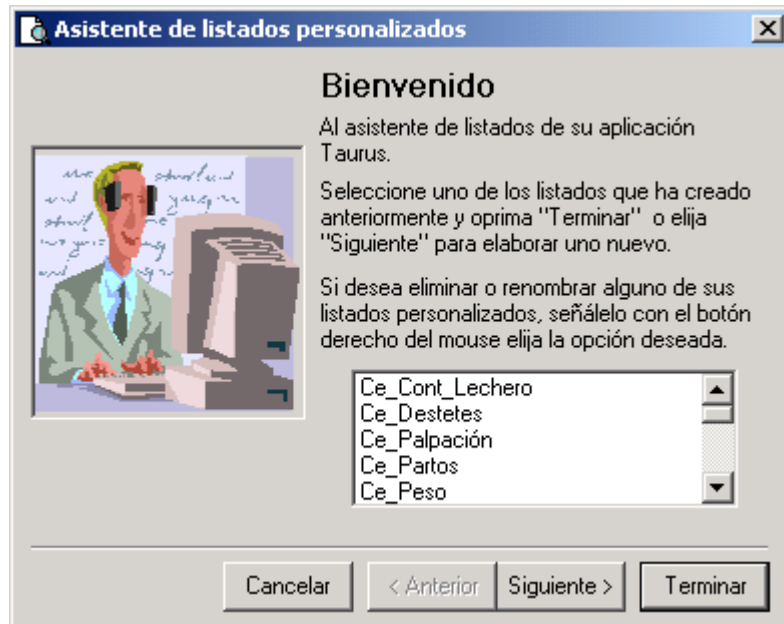 Asistente de listados personalizados
Bienvenido
Al asistente de listados de su aplicación
Taurus.
Seleccione uno de los listados que ha creado
anteriormente y oprima "Terminar" o elija
"Siguiente" para elaborar uno nuevo.
Si desea eliminar o renombrar alguno de sus
listados personalizados, señálelo con el botón
derecho del mouse elija la opción deseada.
Ce_Cont_Lechero
Ce_Destetes
Ce_Palpación
Ce_Partos
Ce_Peso
Cancelar
< Anterior
Siguiente >
Terminar